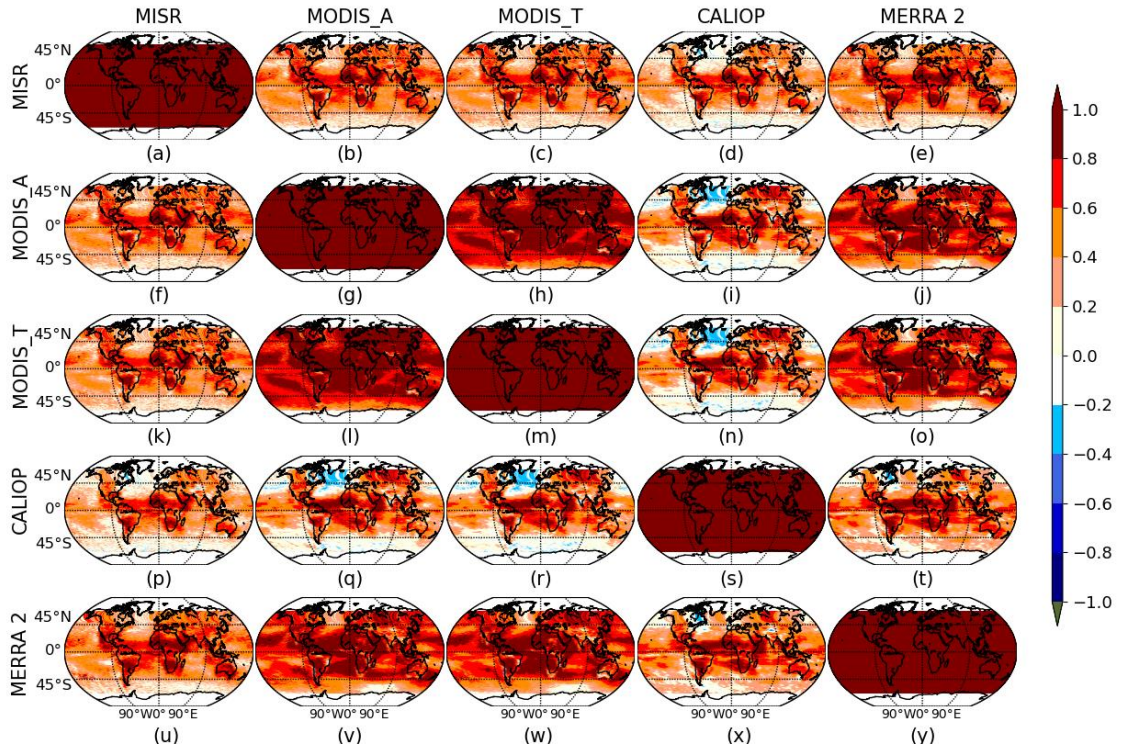 MISR MODIS_A MODIS_T CALIOP MERRA 2
MISR 45°N 0° 45°S
(a) (b) (c) (d) (e)
MODIS_A 45°N 0° 45°S
(f) (g) (h) (i) (j)
MODIS_T 45°N 0° 45°S
(k) (l) (m) (n) (o)
CALIOP 45°N 0° 45°S
(p) (q) (r) (s) (t)
MERRA 2 45°N 0° 45°S
90°W0°90°E 90°W0°90°E 90°W0°90°E 90°W0°90°E 90°W0°90°E
(u) (v) (w) (x) (y)
1.0
0.8
0.6
0.4
0.2
0.0
−0.2
−0.4
−0.6
−0.8
−1.0